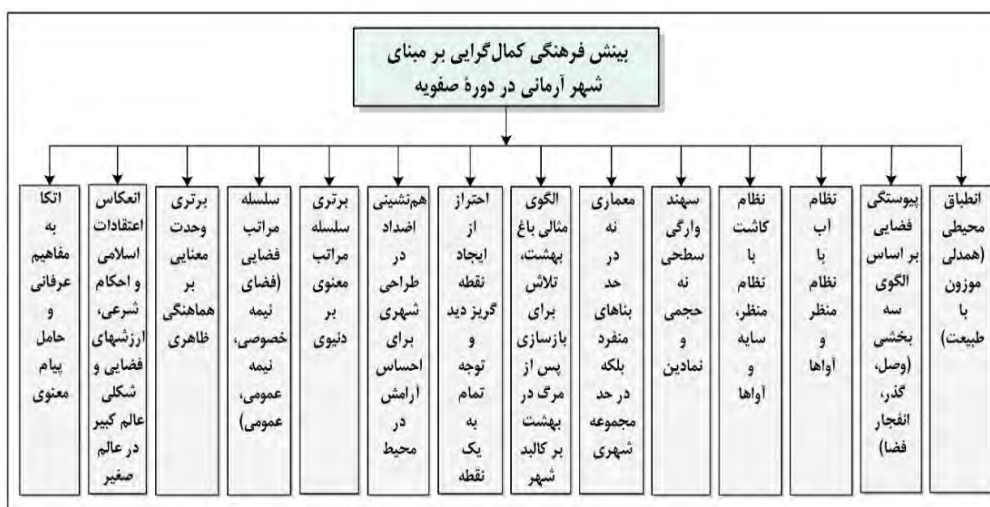 بینش فرهنگی کمال‌گرایی بر مبنای
شهر آرمانی در دورهٔ صفویه
انطباق
محیطی
(همدلی
موزون
با
طبیعت)
پیوستگی
فضایی
بر اساس
الگوی
سه
بخشی
(وصل،
گذر،
انفجار
فضا)
نظام
آب
با
نظام
منظر
و
آواها
نظام
کاشت
با
نظام
منظر،
سایه
و
آواها
سهند
وارگی
سطحی
نه
حجمی
و
نمادین
معماری
نه
در
حد
بناهای
منفرد
بلکه
در حد
مجموعه
شهری
الگوی
مثالی باغ
بهشت،
تلاش
برای
بازسازی
پس از
مرگ در
بهشت
بر کالبد
شهر
احتراز
از
ایجاد
نقطه
گریز دید
و
توجه
تمام
به
یک
نقطه
هم‌نشینی
اضداد
در
طراحی
شهری
برای
احساس
آرامش
در
محیط
برتری
سلسله
مراتب
معنوی
بر
دنیوی
سلسله
مراتب
فضایی
(فضای
نیمه
خصوصی،
نیمه
عمومی،
عمومی)
برتری
وحدت
معنایی
بر
هماهنگی
ظاهری
انعکاس
اعتقادات
اسلامی
و احکام
شرعی،
ارزشهای
فضایی و
شکلی
عالم کبیر
در عالم
صغیر
اتکا
به
مفاهیم
عرفانی
و
حامل
پیام
معنوی